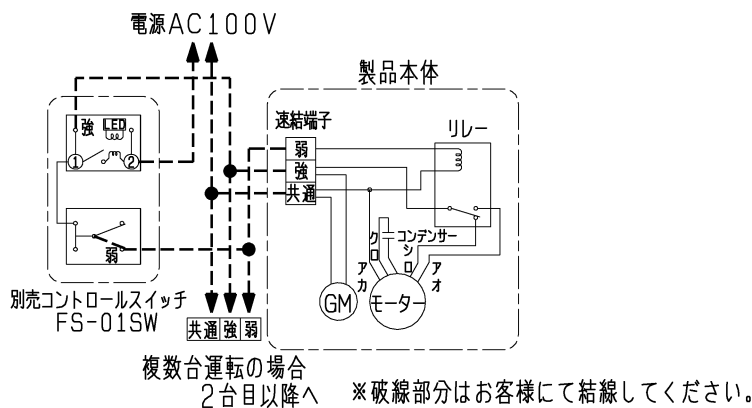 電源AC100V
製品本体
速結端子
弱
強
共通
リレー
強
LED
1
2
弱
別売コントロールスイッチ
FS-01SW
共通 強 弱
クロ
コンデンサー
シロ
アカ
アオ
GM
モーター
複数台運転の場合
2台目以降へ
※破線部分はお客様にて結線してください。